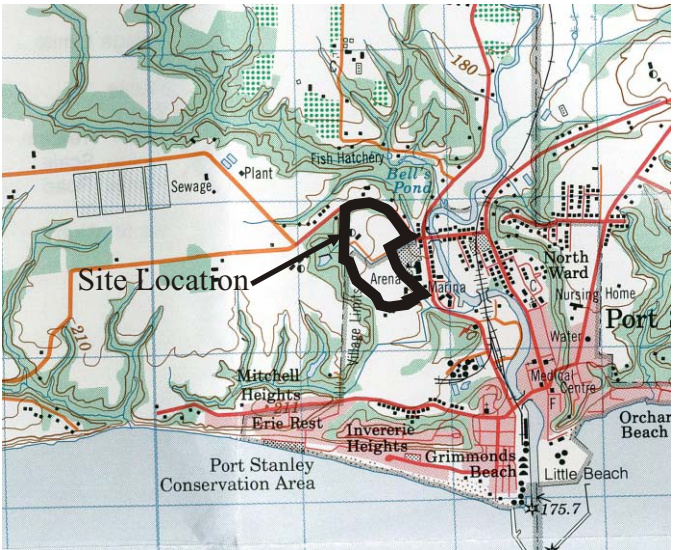 180
Fish Hatchery
Bell's
Pond
Plant
Sewage
Site Location
North
Ward
Arena
Marina
C
Nursing Home
Village Limits
Port S
210
Water
Mitchell
Heights
Medical
Centre
211
F
Erie Rest
Invererie
Heights
Orchar
Beach
Port Stanley
Conservation Area
Grimmonds
Beach
Little Beach
175.7